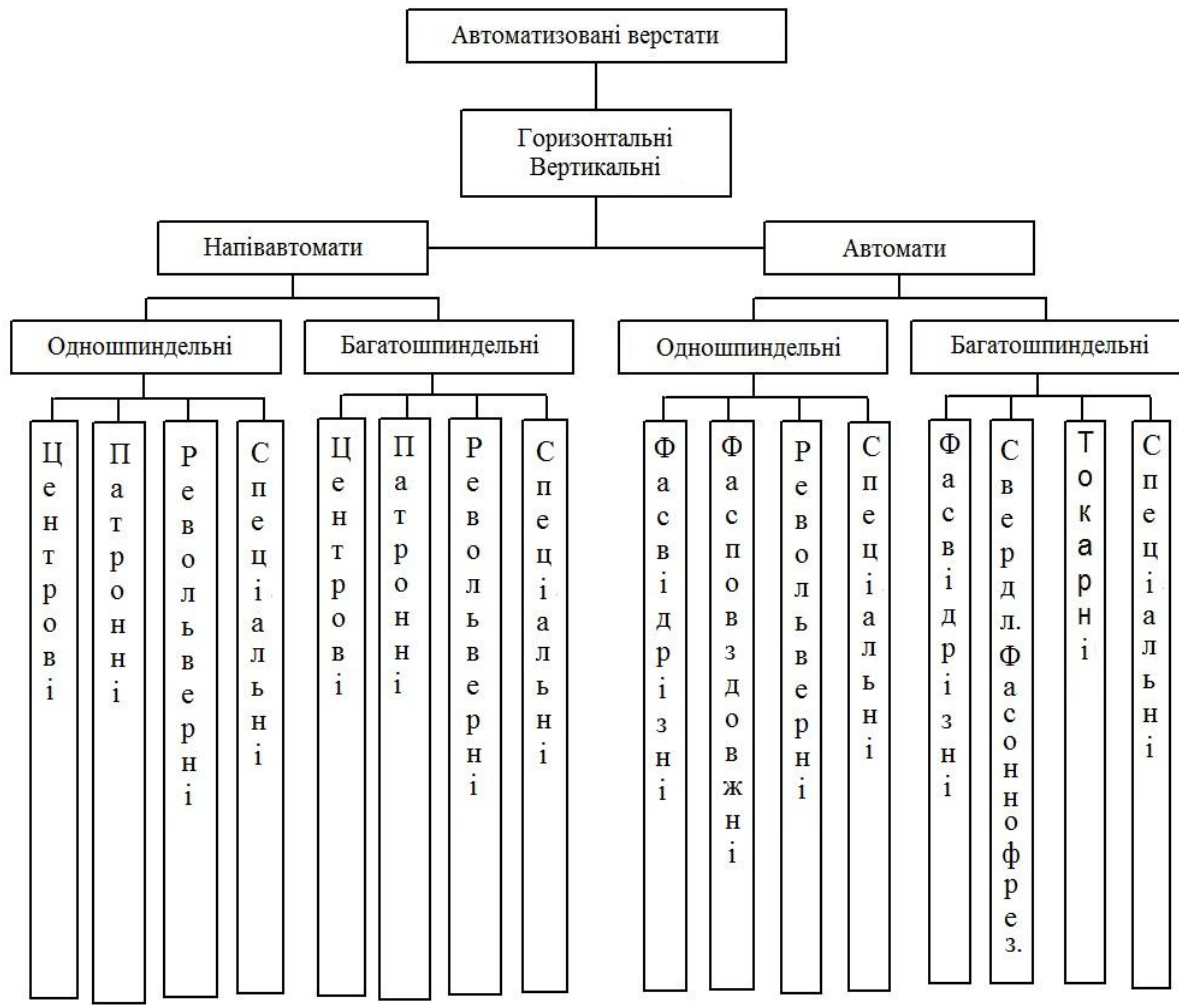 Автоматизовані верстати
Горизонтальні
Вертикальні
Напівавтомати
Автомати
Одношпиндельні
Багатошпиндельні
Одношпиндельні
Багатошпиндельні
Центрові
Патронні
Револьверні
Спеціальні
Центрові
Патронні
Револьверні
Спеціальні
Фасвідрізні
Фасповздовжні
Револьверні
Спеціальні
Фасвідрізні
Свердл.Фасоннофрез.
Токарні
Спеціальні